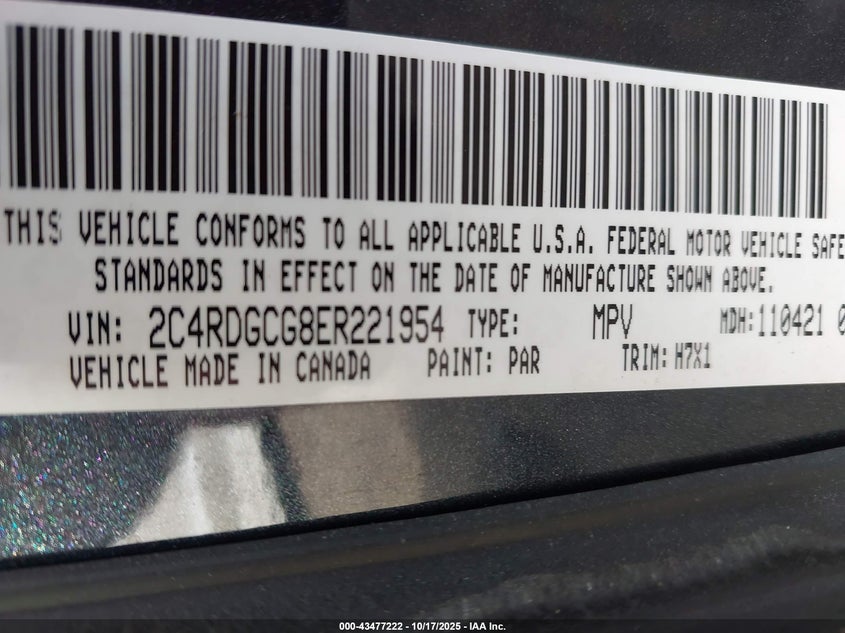 THIS VEHICLE CONFORMS TO ALL APPLICABLE U.S.A. FEDERAL MOTOR VEHICLE SAFE
STANDARDS IN EFFECT ON THE DATE OF MANUFACTURE SHOWN ABOVE.
VIN: 2C4RDGCG8ER221954 TYPE: MPV MDH:110421 0
VEHICLE MADE IN CANADA PAINT: PAR TRIM: H7X1
000-43477222 - 10/17/2025 - IAA Inc.